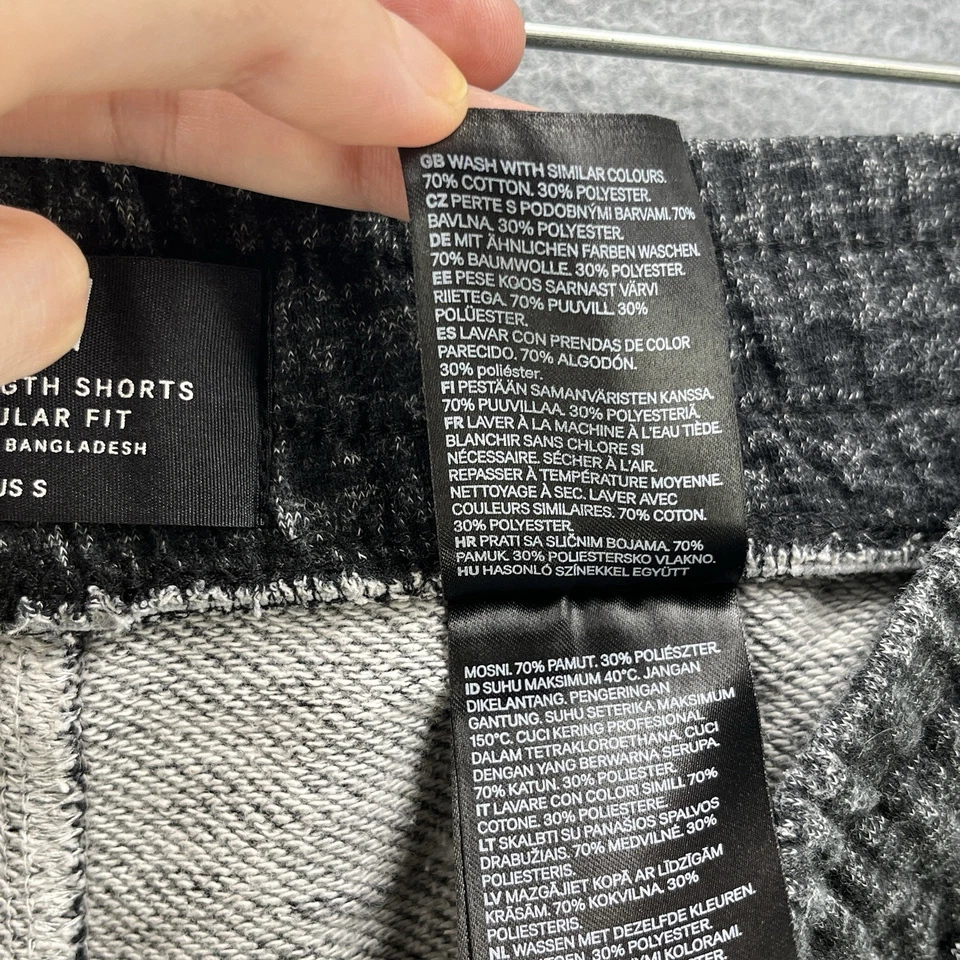 GTH SHORTS
ULAR FIT
BANGLADESH
US S
GB WASH WITH SIMILAR COLOURS.
70% COTTON. 30% POLYESTER.
CZ PERTE S PODOBNÝMI BARVAMI. 70%
BAVLNA. 30% POLYESTER.
DE MIT ÄHNLICHEN FARBEN WASCHEN.
70% BAUMWOLLE. 30% POLYESTER.
EE PESE KOOS SARNAST VÄRVI
RIIETEGA. 70% PUUVILL. 30%
POLÜESTER.
ES LAVAR CON PRENDAS DE COLOR
PARECIDO. 70% ALGODÓN.
30% poliéster.
FI PESTÄÄN SAMANVÄRISTEN KANSSA.
70% PUUVILLAA. 30% POLYESTERIÄ.
FR LAVER À LA MACHINE À L'EAU TIÈDE.
BLANCHIR SANS CHLORE SI
NÉCESSAIRE. SÉCHER À L'AIR.
REPASSER À TEMPÉRATURE MOYENNE.
NETTOYAGE À SEC. LAVER AVEC
COULEURS SIMILAIRES. 70% COTON.
30% POLYESTER.
HR PRATI SA SLIČNIM BOJAMA. 70%
PAMUK. 30% POLIESTERSKO VLAKNO.
HU HASONLÓ SZÍNEKKEL EGYÜTT
MOSNI. 70% PAMUT. 30% POLIÉSZTER.
ID SUHU MAKSIMUM 40°C. JANGAN
DIKELANTANG. PENGERINGAN
GANTUNG. SUHU SETERIKA MAKSIMUM
150°C. CUCI KERING PROFESIONAL
DALAM TETRAKLOROETHANA. CUCI
DENGAN YANG BERWARNA SERUPA.
70% KATUN. 30% POLIESTER.
IT LAVARE CON COLORI SIMILI. 70%
COTONE. 30% POLIESTERE.
LT SKALBTI SU PANAŠIOS SPALVOS
DRABUŽIAIS. 70% MEDVILNĖ. 30%
POLIESTERIS.
LV MAZGĀJIET KOPĀ AR LĪDZĪGĀM
KRĀSĀM. 70% KOKVILNA. 30%
POLIESTERIS.
NL WASSEN MET DEZELFDE KLEUREN.
30% POLYESTER.
KOLORAMI.